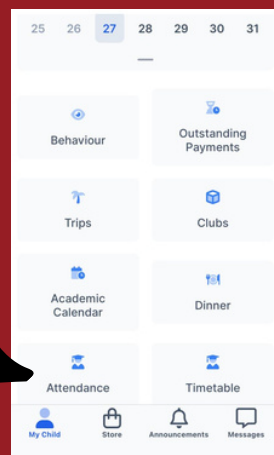 25 26 27 28 29 30 31
Behaviour
Outstanding
Payments
Trips
Clubs
Academic
Calendar
Dinner
Attendance
Timetable
My Child Store Announcements Messages